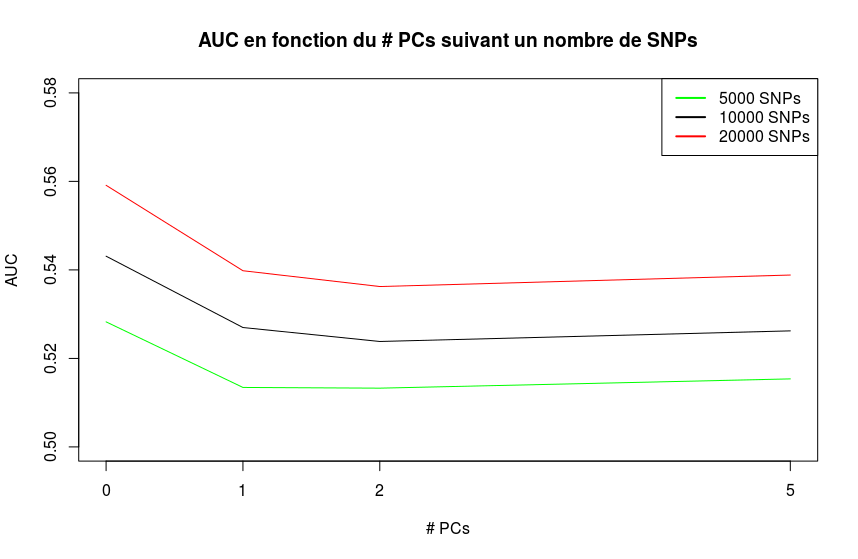 AUC en fonction du # PCs suivant un nombre de SNPs
5000 SNPs
10000 SNPs
20000 SNPs
AUC
0.58
0.56
0.54
0.52
0.50
0 1 2 5
# PCs